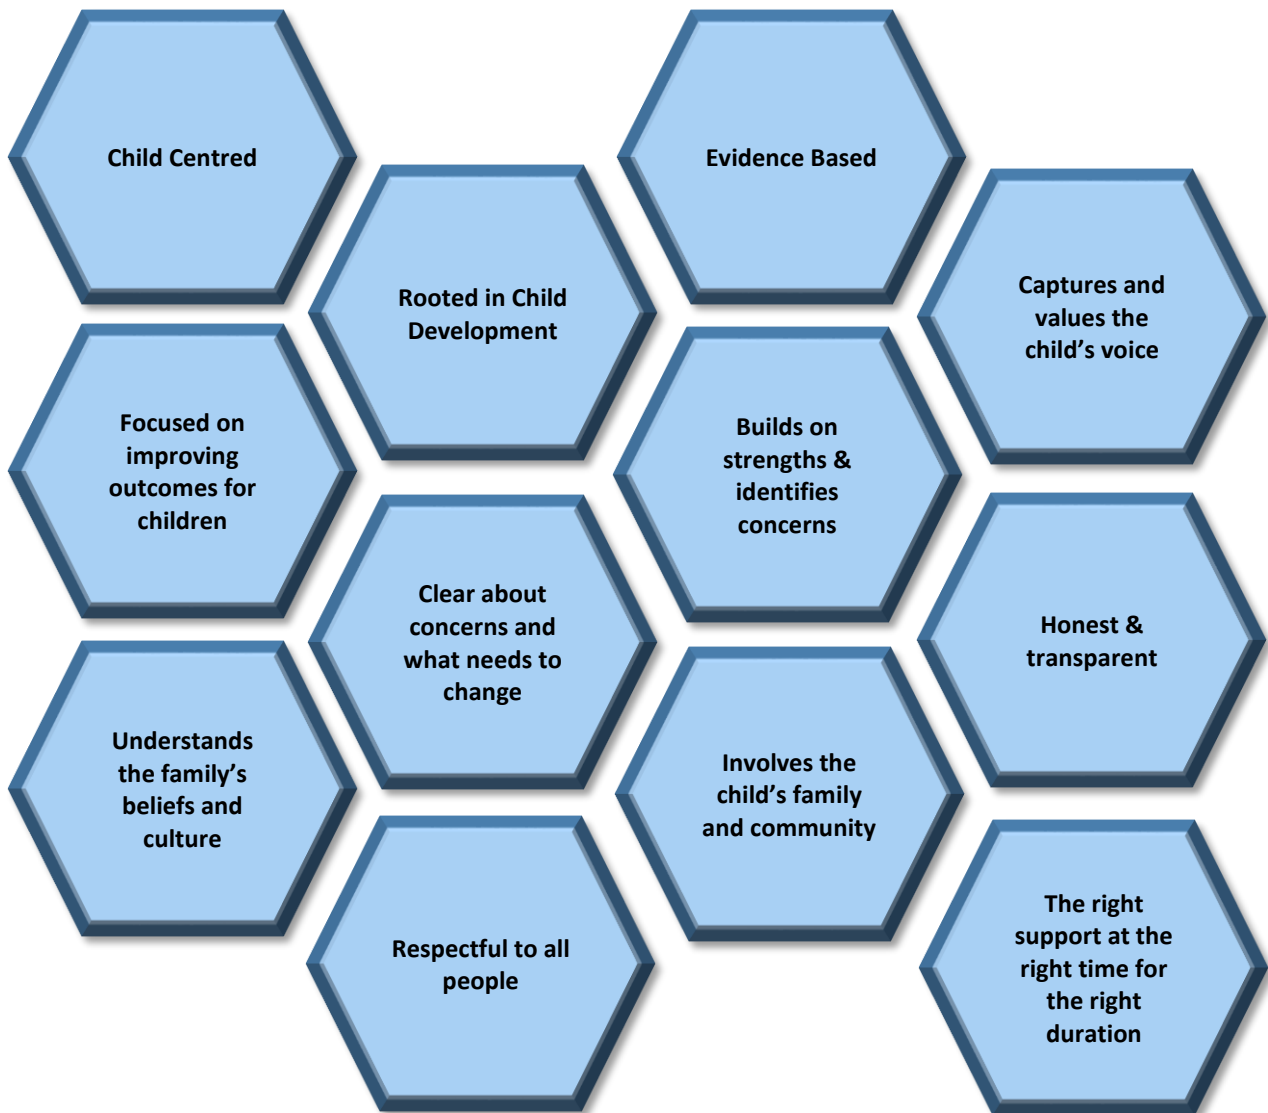 Child Centred
Evidence Based
Rooted in Child
Development
Captures and
values the
child’s voice
Focused on
improving
outcomes for
children
Builds on
strengths &
identifies
concerns
Clear about
concerns and
what needs to
change
Honest &
transparent
Understands
the family’s
beliefs and
culture
Involves the
child’s family
and community
Respectful to all
people
The right
support at the
right time for
the right
duration